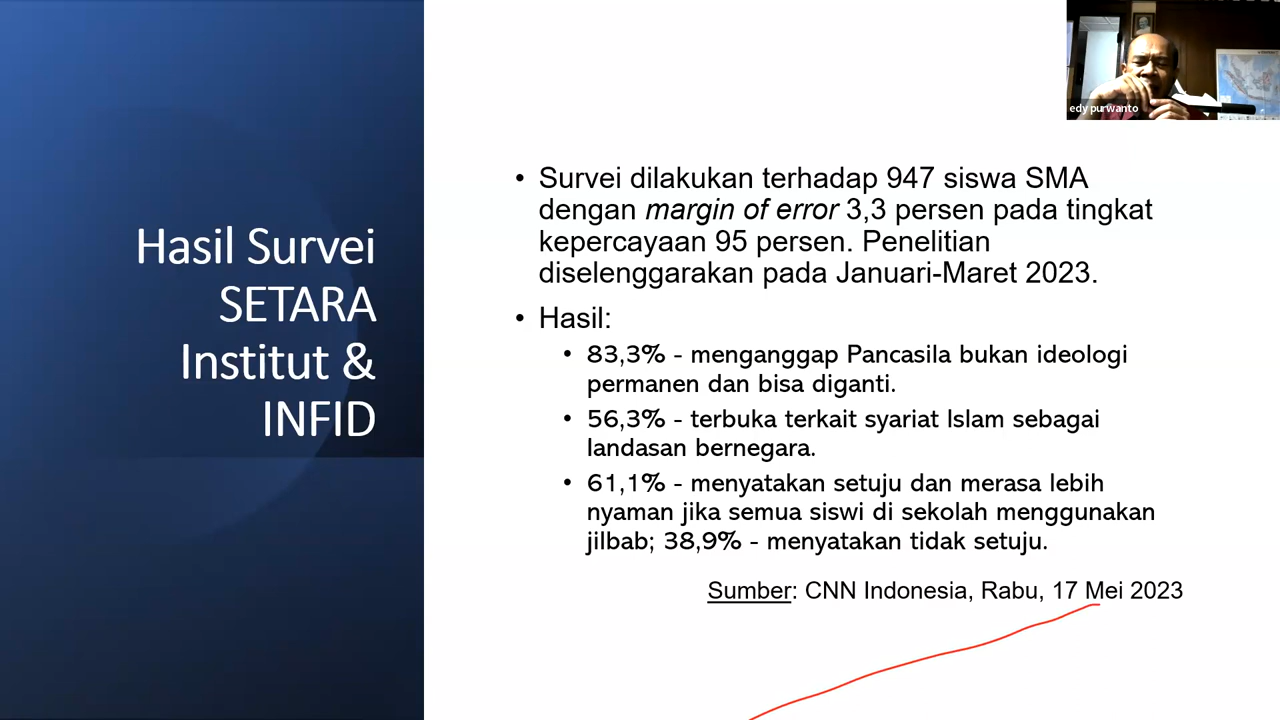 Hasil Survei
SETARA
Institut &
INFID
edy purwanto
• Survei dilakukan terhadap 947 siswa SMA
dengan margin of error 3,3 persen pada tingkat
kepercayaan 95 persen. Penelitian
diselenggarakan pada Januari-Maret 2023.
• Hasil:
• 83,3% - menganggap Pancasila bukan ideologi
permanen dan bisa diganti.
• 56,3% - terbuka terkait syariat Islam sebagai
landasan bernegara.
• 61,1% - menyatakan setuju dan merasa lebih
nyaman jika semua siswi di sekolah menggunakan
jilbab; 38,9% - menyatakan tidak setuju.
Sumber: CNN Indonesia, Rabu, 17 Mei 2023